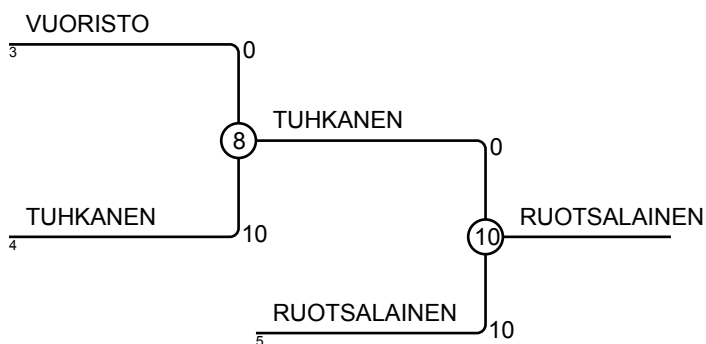 VUORISTO
3
0
8
TUHKANEN
0
TUHKANEN
4
10
10
RUOTSALAINEN
RUOTSALAINEN
5
10